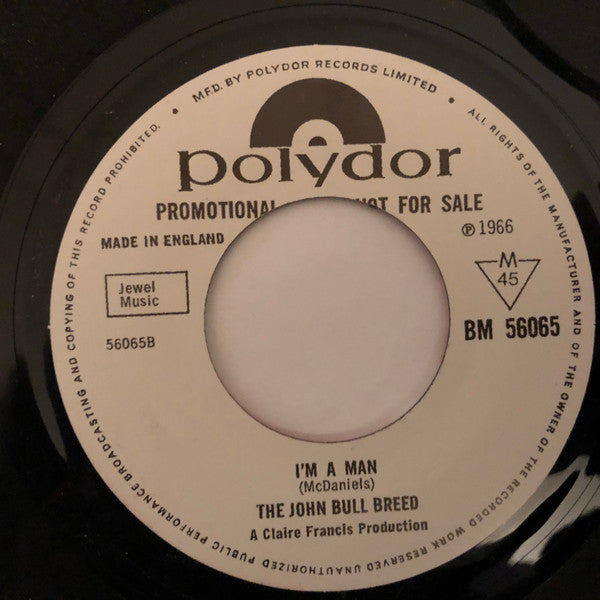 MFD. BY POLYDOR RECORDS LIMITED • ALL RIGHTS OF THE MANUFACTURER AND OF THE OWNER OF THE RECORDED WORK RESERVED UNAUTHORIZED PUBLIC PERFORMANCE BROADCASTING AND COPYING OF THIS RECORD PROHIBITED. •
polydor
PROMOTIONAL NOT FOR SALE
MADE IN ENGLAND
℗ 1966
Jewel
Music
M
45
56065B
BM 56065
I'M A MAN
(McDaniels)
THE JOHN BULL BREED
A Claire Francis Production